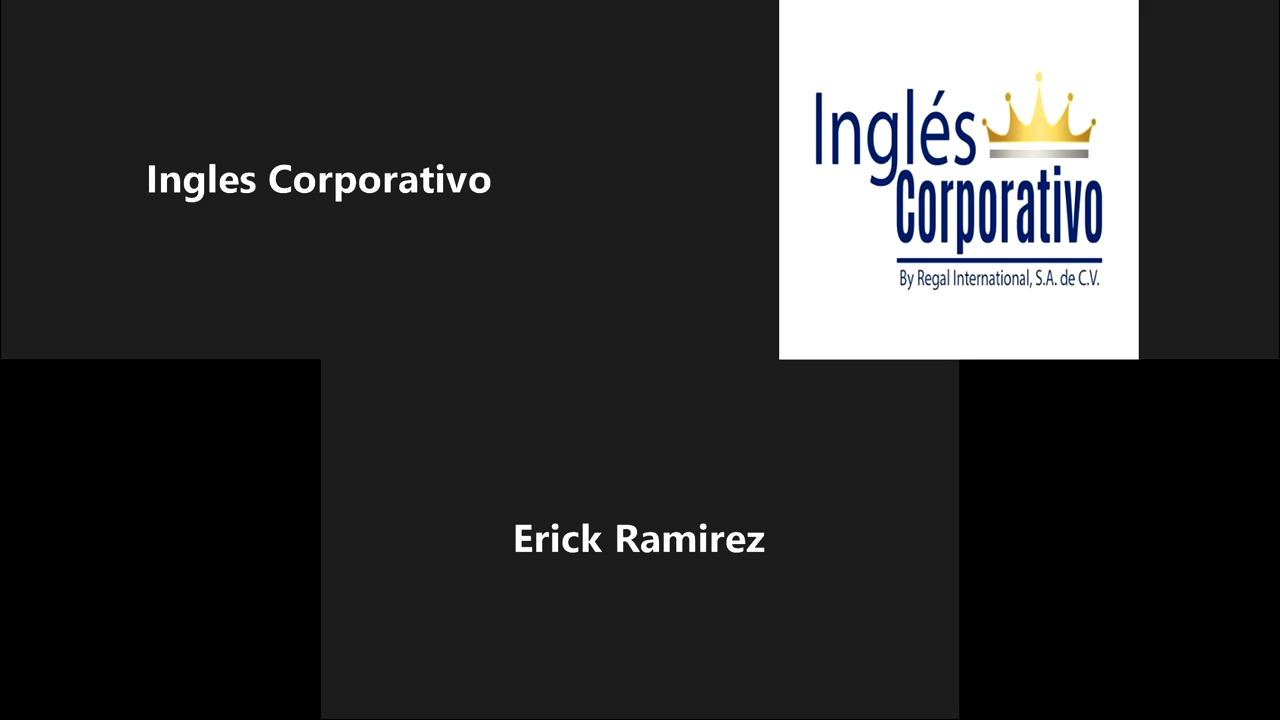 Ingles Corporativo
Inglés
Corporativo
By Regal International, S.A. de C.V.
Erick Ramirez